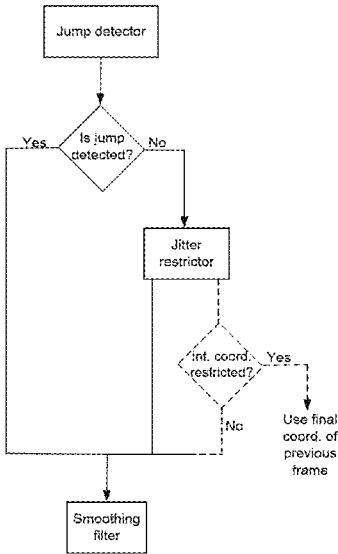 Jump detector
Is jump
detected?
Yes
No
Jitter
restrictor
Inf. coord.
restricted?
Yes
No
Use final
coord. of
previous
frame
Smoothing
filter